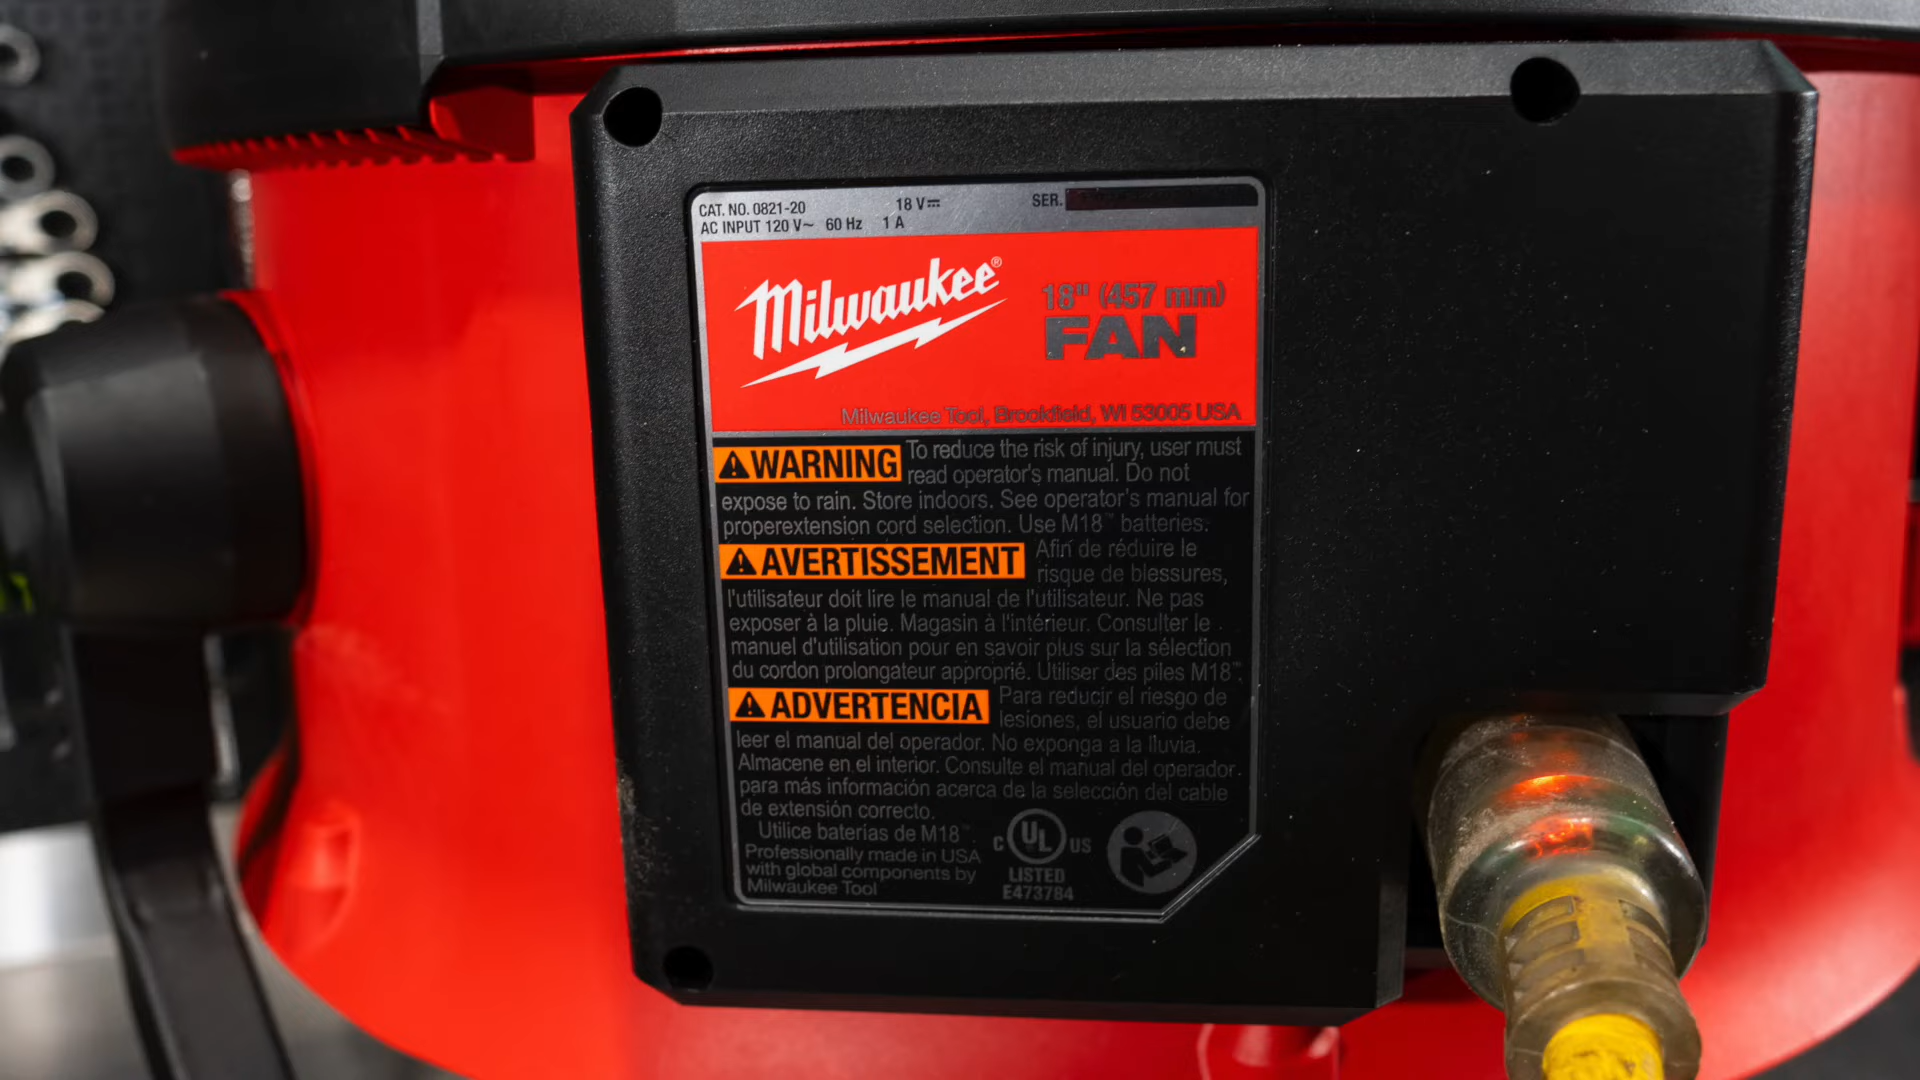 CAT. NO. 0821-20 18 V⎓ SER.
AC INPUT 120 V~ 60 Hz 1 A
Milwaukee®
18" (457 mm)
FAN
Milwaukee Tool, Brookfield, WI 53005 USA
⚠WARNING To reduce the risk of injury, user must
read operator's manual. Do not
expose to rain. Store indoors. See operator's manual for
properextension cord selection. Use M18™ batteries.
⚠AVERTISSEMENT Afin de réduire le
risque de blessures,
l'utilisateur doit lire le manual de l'utilisateur. Ne pas
exposer à la pluie. Magasin à l'intérieur. Consulter le
manuel d'utilisation pour en savoir plus sur la sélection
du cordon prolongateur approprié. Utiliser des piles M18™.
⚠ADVERTENCIA Para reducir el riesgo de
lesiones, el usuario debe
leer el manual del operador. No exponga a la lluvia.
Almacene en el interior. Consulte el manual del operador
para más información acerca de la selección del cable
de extensión correcto.
Utilice baterías de M18™.
Professionally made in USA
with global components by
Milwaukee Tool
C UL US
LISTED
E473784